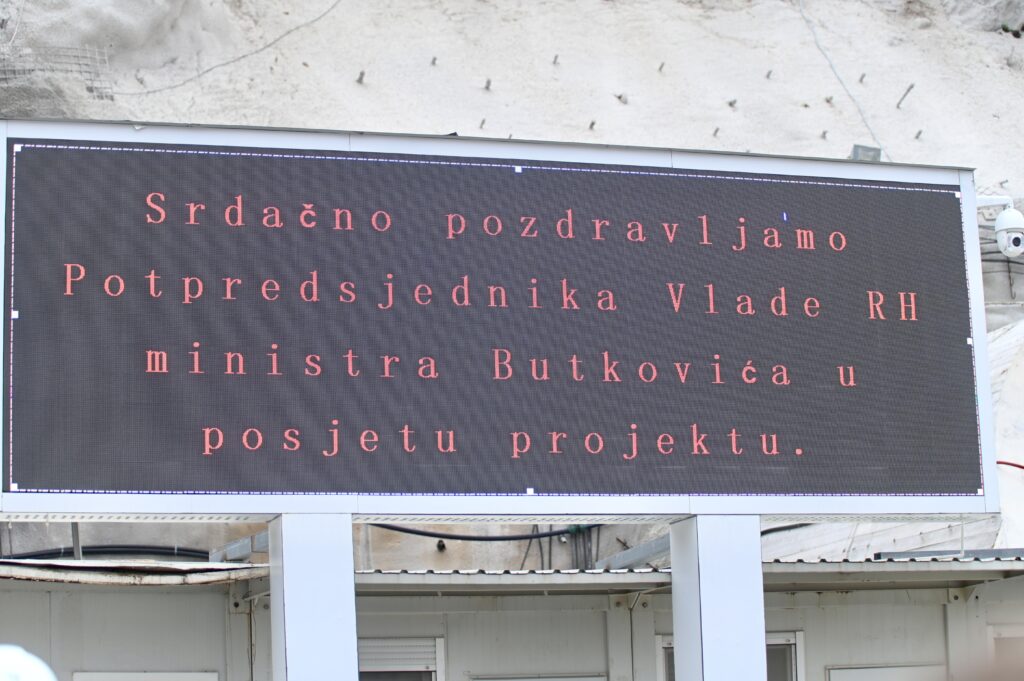 Srdačno pozdravljamo
Potpredsjednika Vlade RH
ministra Butkovića u
posjetu projektu.